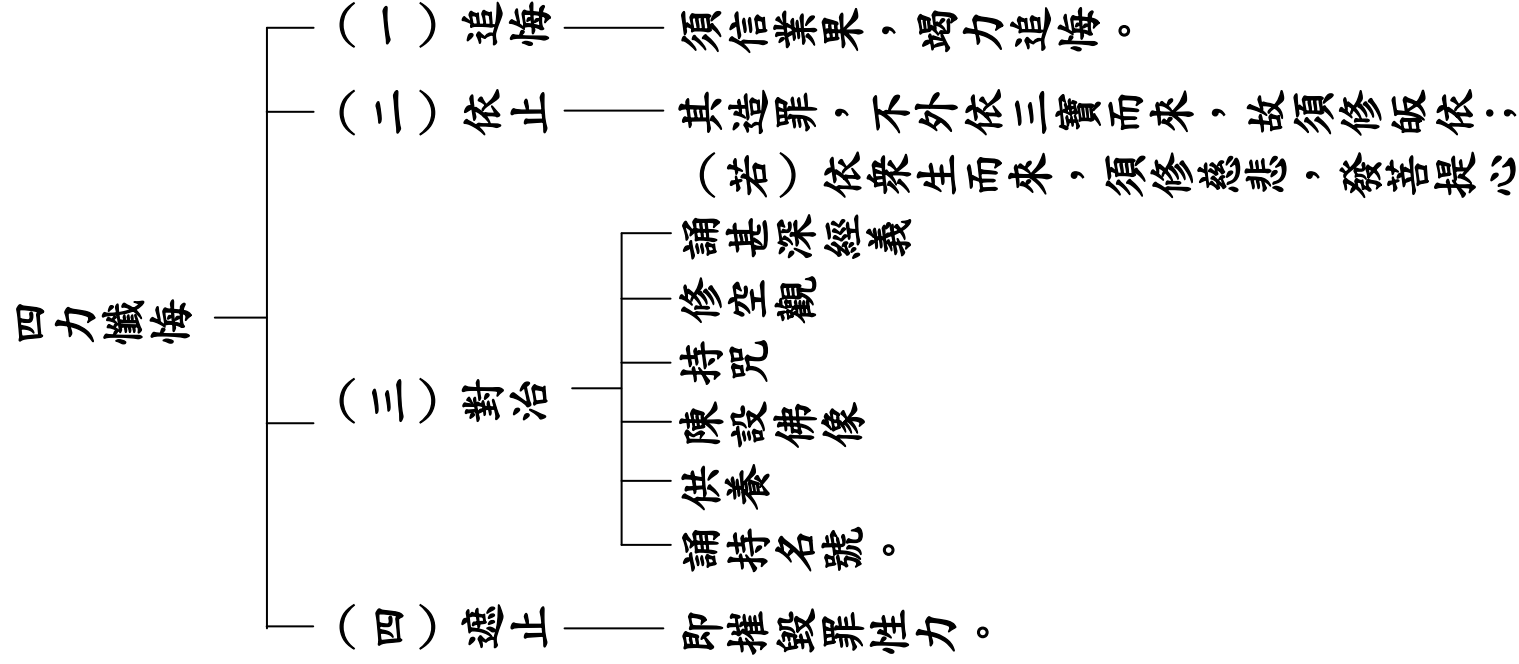 四力懺悔
（一）追悔
須信業果，竭力追悔。
（二）依止
其造罪，不外依三寶而來，故須修皈依；
（若）依衆生而來，須修慈悲，發菩提心
（三）對治
誦甚深經義
修空觀
持咒
陳設佛像
供養
誦持名號。
（四）遮止
即摧毀罪性力。